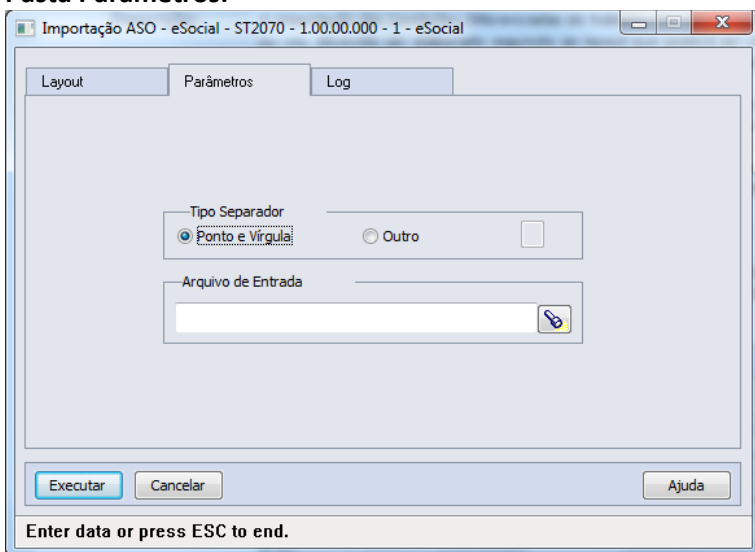 Pasta Parâmetros:
Importação ASO - eSocial - ST2070 - 1.00.00.000 - 1 - eSocial
Layout Parâmetros Log
Tipo Separador
Ponto e Vírgula Outro
Arquivo de Entrada
Executar Cancelar Ajuda
Enter data or press ESC to end.